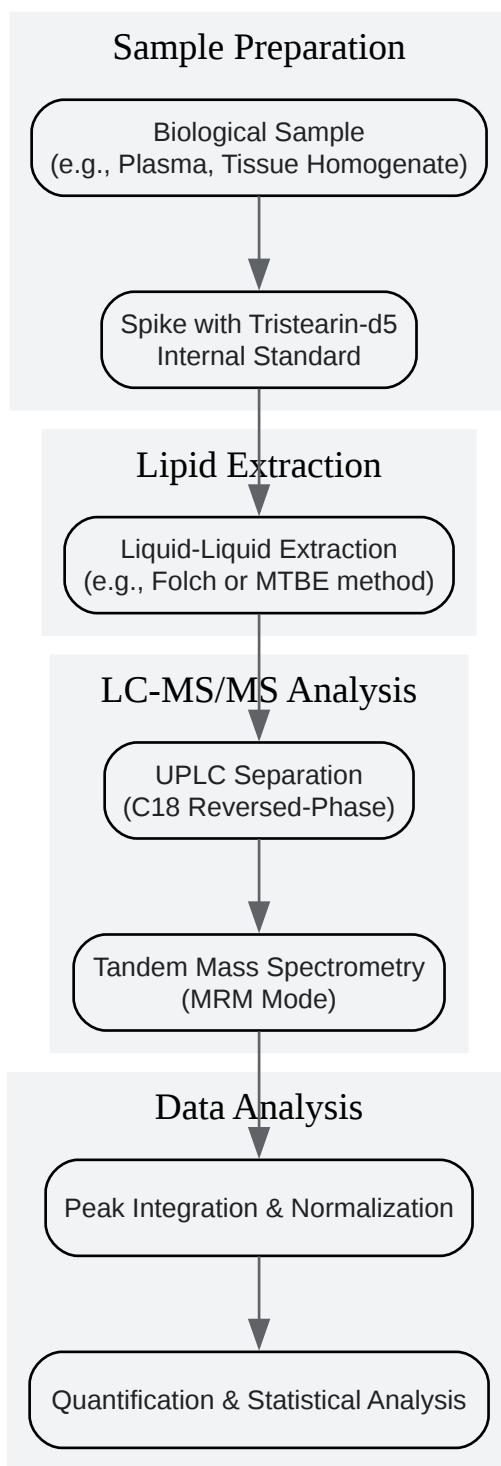 Sample Preparation
Biological Sample
(e.g., Plasma, Tissue Homogenate)
Spike with Tristearin-d5
Internal Standard
Lipid Extraction
Liquid-Liquid Extraction
(e.g., Folch or MTBE method)
LC-MS/MS Analysis
UPLC Separation
(C18 Reversed-Phase)
Tandem Mass Spectrometry
(MRM Mode)
Data Analysis
Peak Integration & Normalization
Quantification & Statistical Analysis